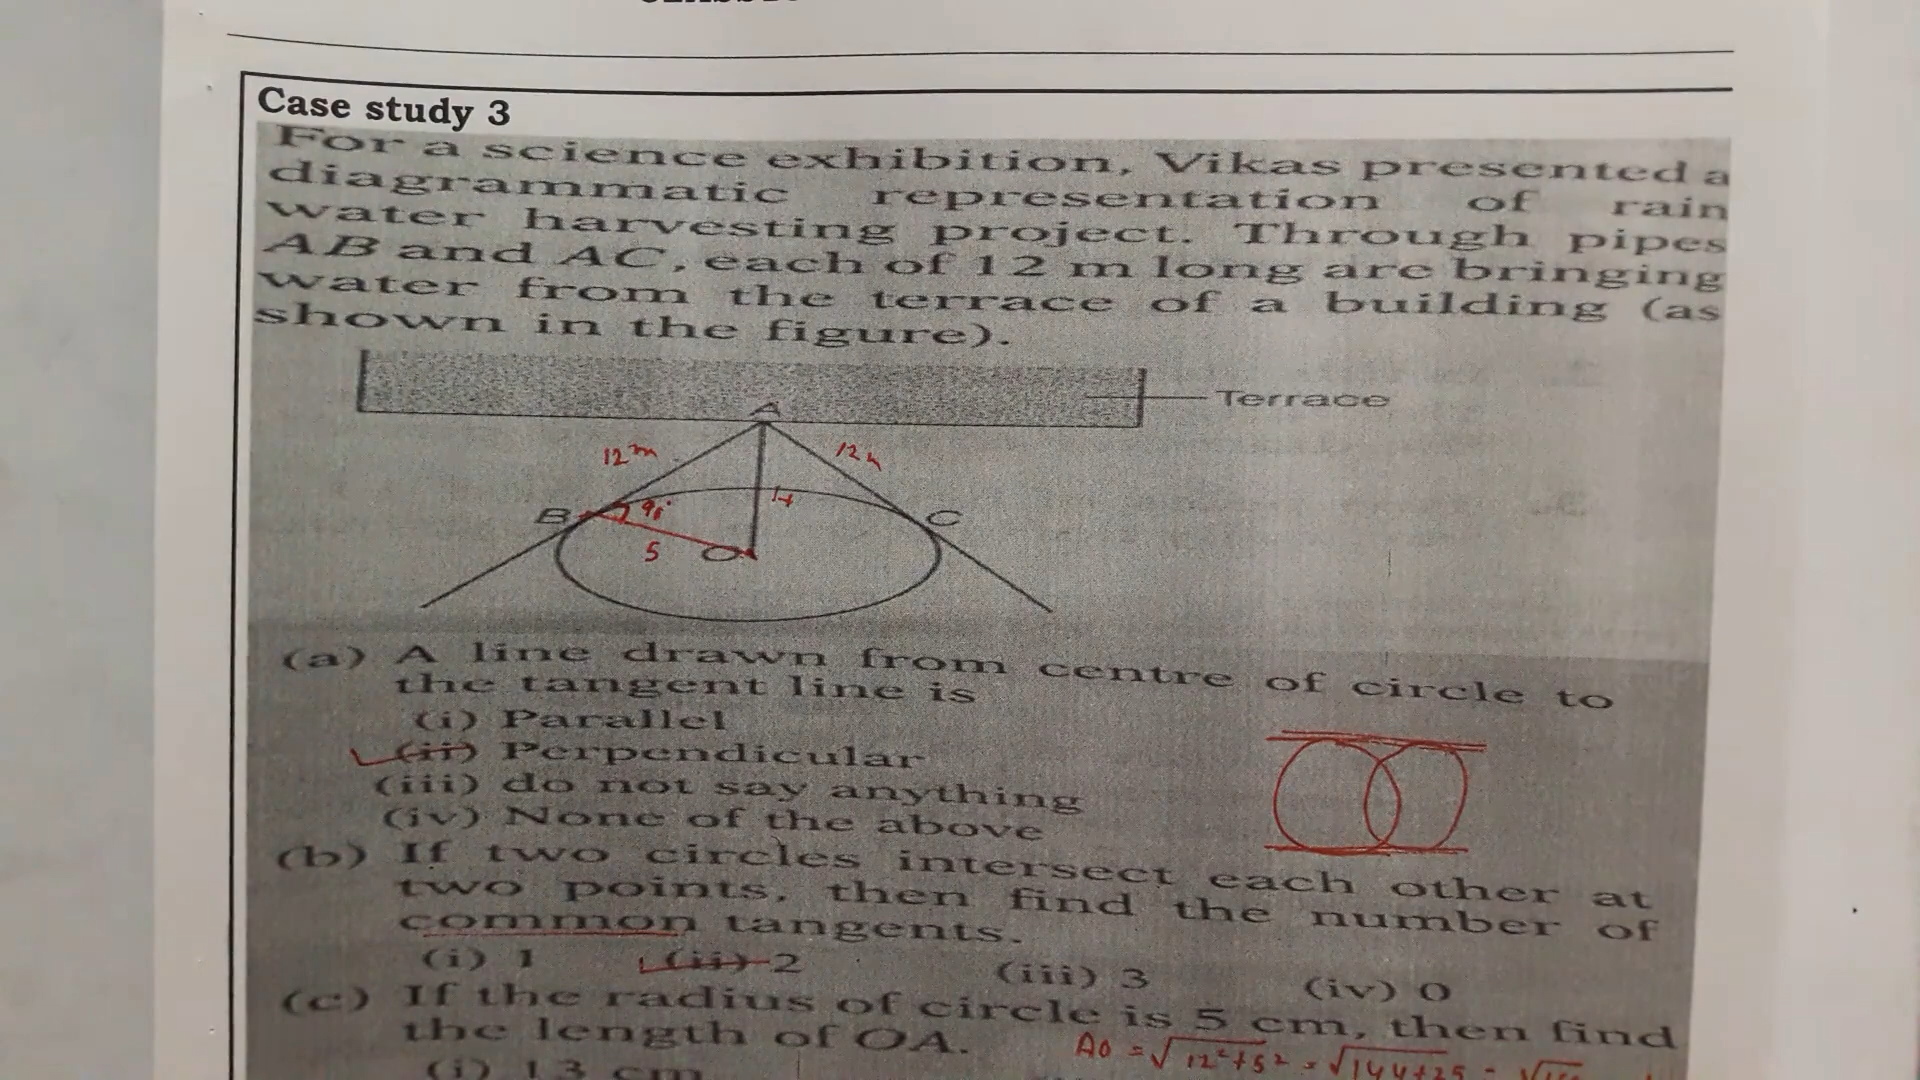 Case study 3
For a science exhibition, Vikas presented a
diagrammatic representation of rain
water harvesting project. Through pipes
AB and AC, each of 12 m long are bringing
water from the terrace of a building (as
shown in the figure).
Terrace
A
12m
12
B
90°
C
5
O
(a) A line drawn from centre of circle to
the tangent line is
(i) Parallel
(ii) Perpendicular
(iii) do not say anything
(iv) None of the above
(b) If two circles intersect each other at
two points, then find the number of
common tangents.
(i) 1 (ii) 2 (iii) 3 (iv) 0
(c) If the radius of circle is 5 cm, then find
the length of OA.
AO = √12²+5² = √144+25 =
(i) 13 cm